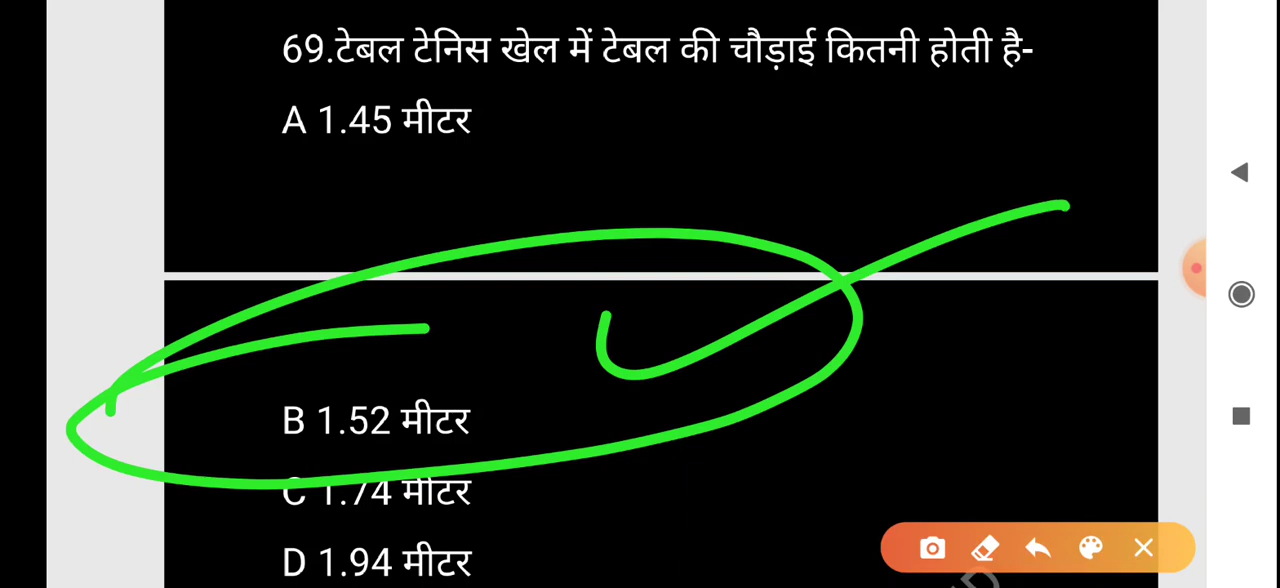 69.टेबल टेनिस खेल में टेबल की चौड़ाई कितनी होती है-
A 1.45 मीटर
B 1.52 मीटर
C 1.74 मीटर
D 1.94 मीटर